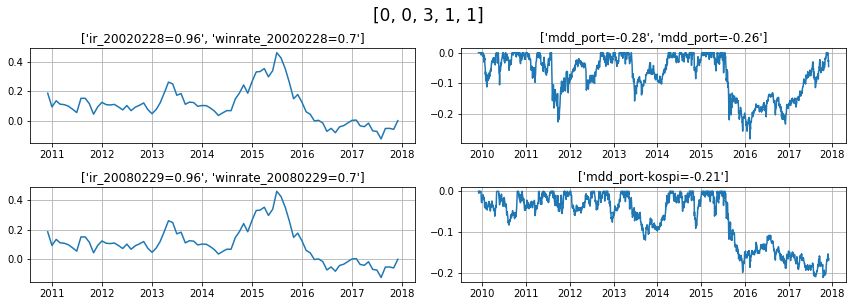 [0, 0, 3, 1, 1]
['ir_20020228=0.96', 'winrate_20020228=0.7']
0.4
0.2
0.0
2011 2012 2013 2014 2015 2016 2017 2018
['mdd_port=-0.28', 'mdd_port=-0.26']
0.0
−0.1
−0.2
2010 2011 2012 2013 2014 2015 2016 2017 2018
['ir_20080229=0.96', 'winrate_20080229=0.7']
0.4
0.2
0.0
2011 2012 2013 2014 2015 2016 2017 2018
['mdd_port-kospi=-0.21']
0.0
−0.1
−0.2
2010 2011 2012 2013 2014 2015 2016 2017 2018